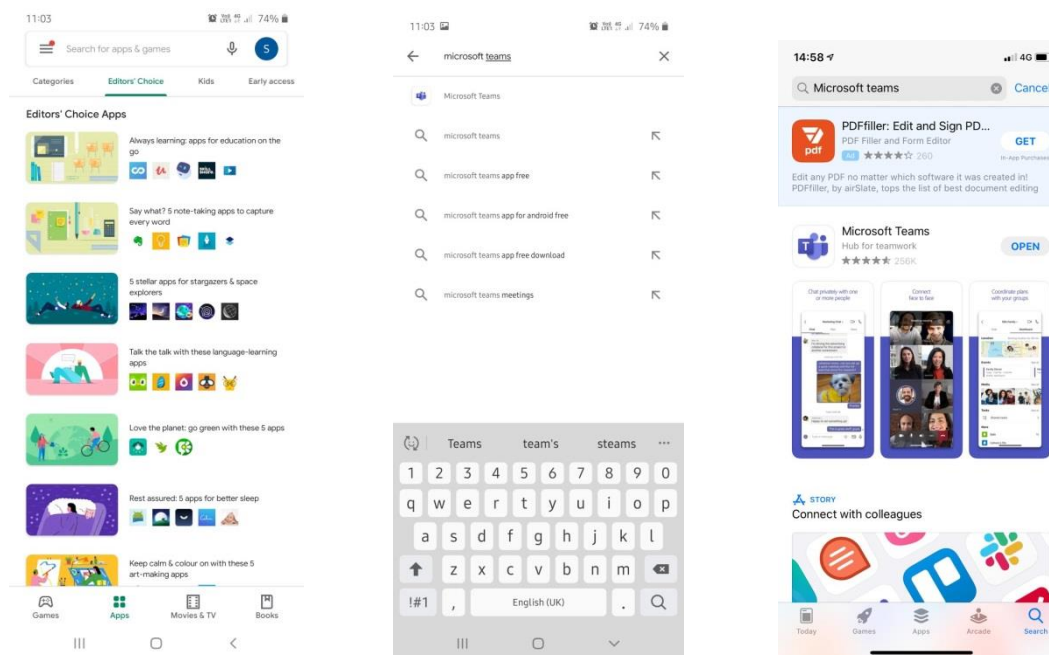 11:03
74%
Search for apps & games
S
Categories
Editors' Choice
Kids
Early access
Editors' Choice Apps
Always learning: apps for education on the
go
Say what? 5 note-taking apps to capture
every word
5 stellar apps for stargazers & space
explorers
Talk the talk with these language-learning
apps
Love the planet: go green with these 5 apps
Rest assured: 5 apps for better sleep
Keep calm & colour on with these 5
art-making apps
Games
Apps
Movies & TV
Books
11:03
74%
microsoft teams
Microsoft Teams
microsoft teams
microsoft teams app free
microsoft teams app for android free
microsoft teams app free download
microsoft teams meetings
Teams
team's
steams
1 2 3 4 5 6 7 8 9 0
q w e r t y u i o p
a s d f g h j k l
z x c v b n m
!#1 , English (UK) .
14:58
4G
Microsoft teams
Cancel
PDFfiller: Edit and Sign PD...
PDF Filler and Form Editor
Ad 260
GET
In-App Purchases
pdf
Edit any PDF no matter which software it was created in!
PDFfiller, by airSlate, tops the list of best document editing
Microsoft Teams
Hub for teamwork
256K
OPEN
Chat privately with one
or more people
Connect
face to face
Coordinate plans
with your groups
STORY
Connect with colleagues
Today
Games
Apps
Arcade
Search